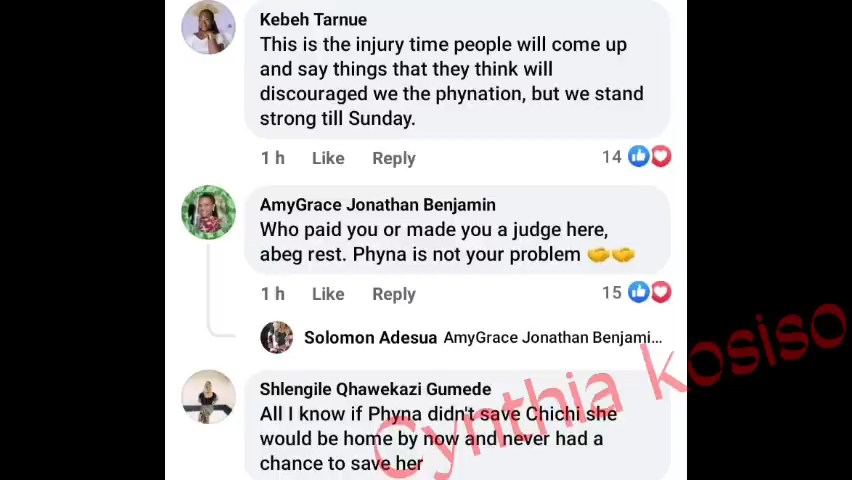 Kebeh Tarnue
This is the injury time people will come up
and say things that they think will
discouraged we the phynation, but we stand
strong till Sunday.
1 h Like Reply 14
AmyGrace Jonathan Benjamin
Who paid you or made you a judge here,
abeg rest. Phyna is not your problem 🤝🤝
1 h Like Reply 15
Solomon Adesua AmyGrace Jonathan Benjami...
Shlengile Qhawekazi Gumede
All I know if Phyna didn't save Chichi she
would be home by now and never had a
chance to save her
Cynthia kosiso